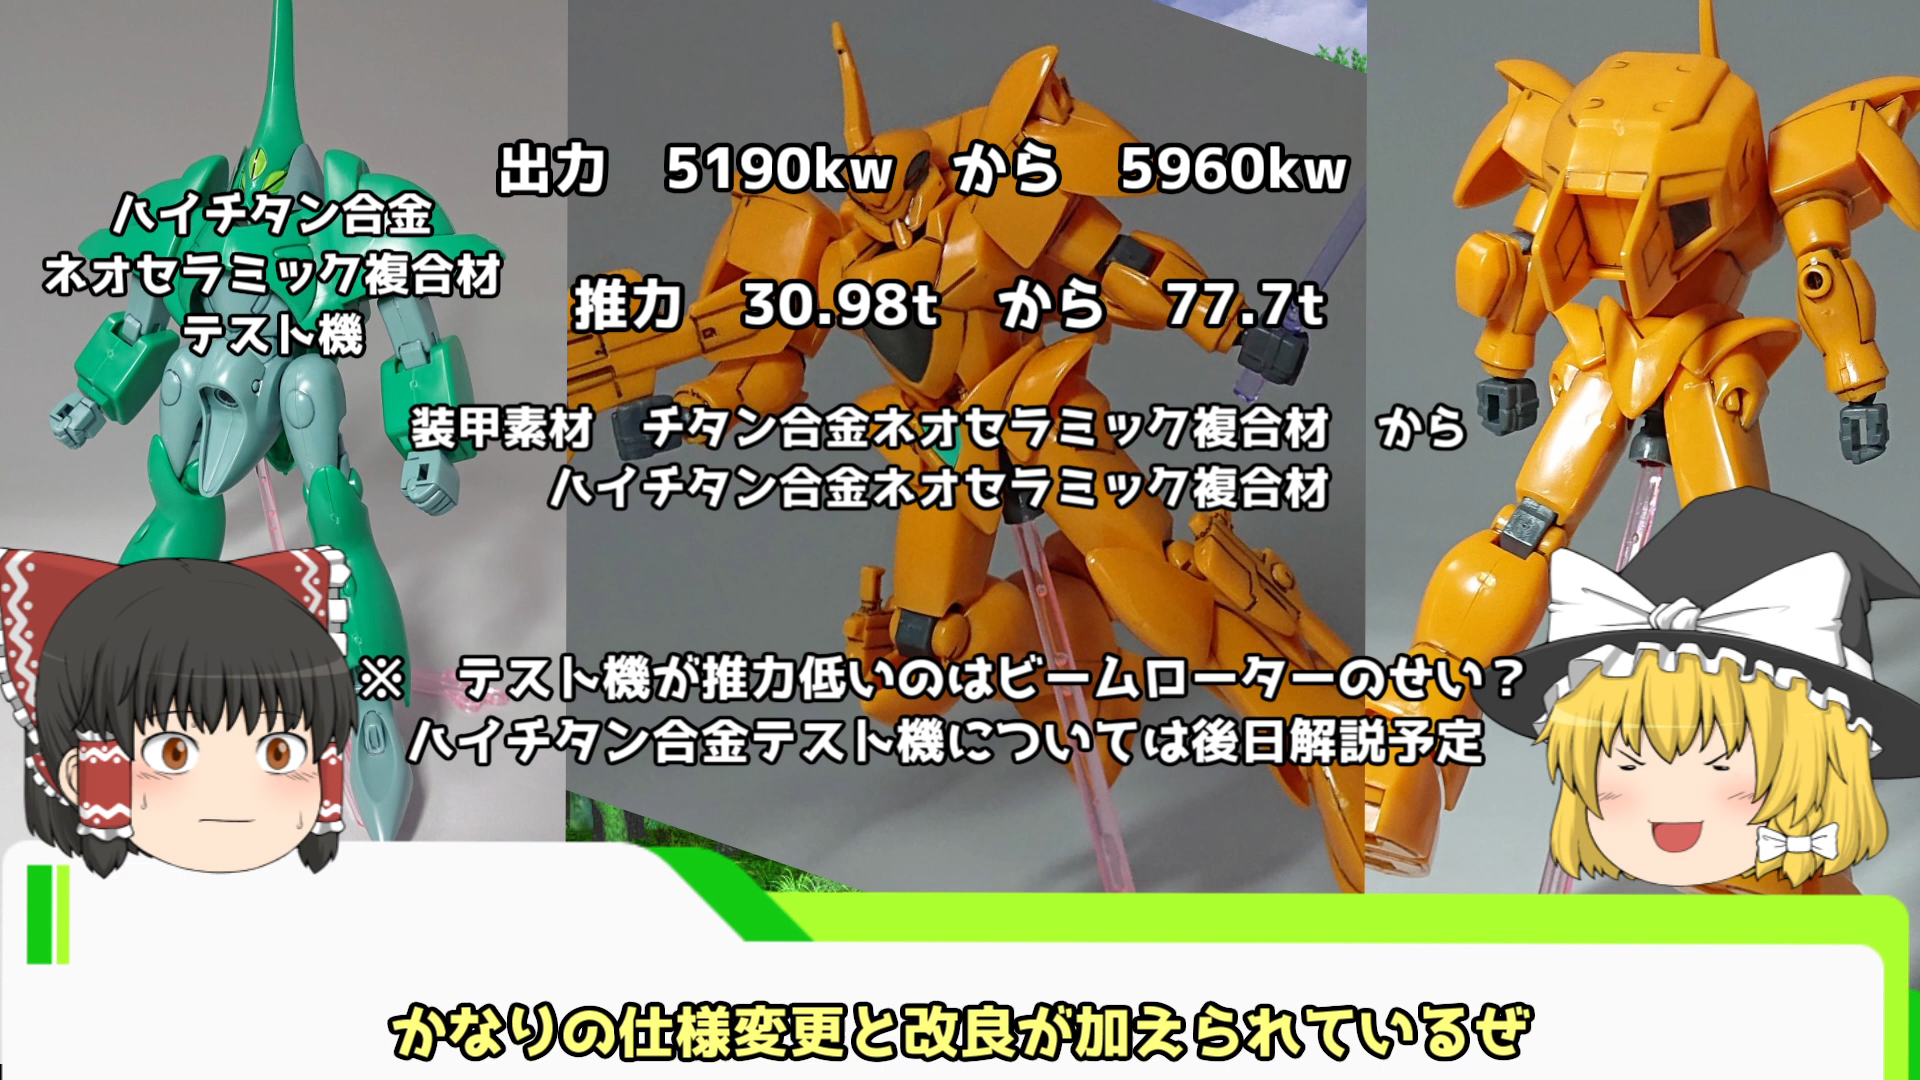 出力　5190kw　から　5960kw
ハイチタン合金
ネオセラミック複合材
テスト機
推力　30.98t　から　77.7t
装甲素材　チタン合金ネオセラミック複合材　から
ハイチタン合金ネオセラミック複合材
※　テスト機が推力低いのはビームローターのせい？
ハイチタン合金テスト機については後日解説予定
かなりの仕様変更と改良が加えられているぜ